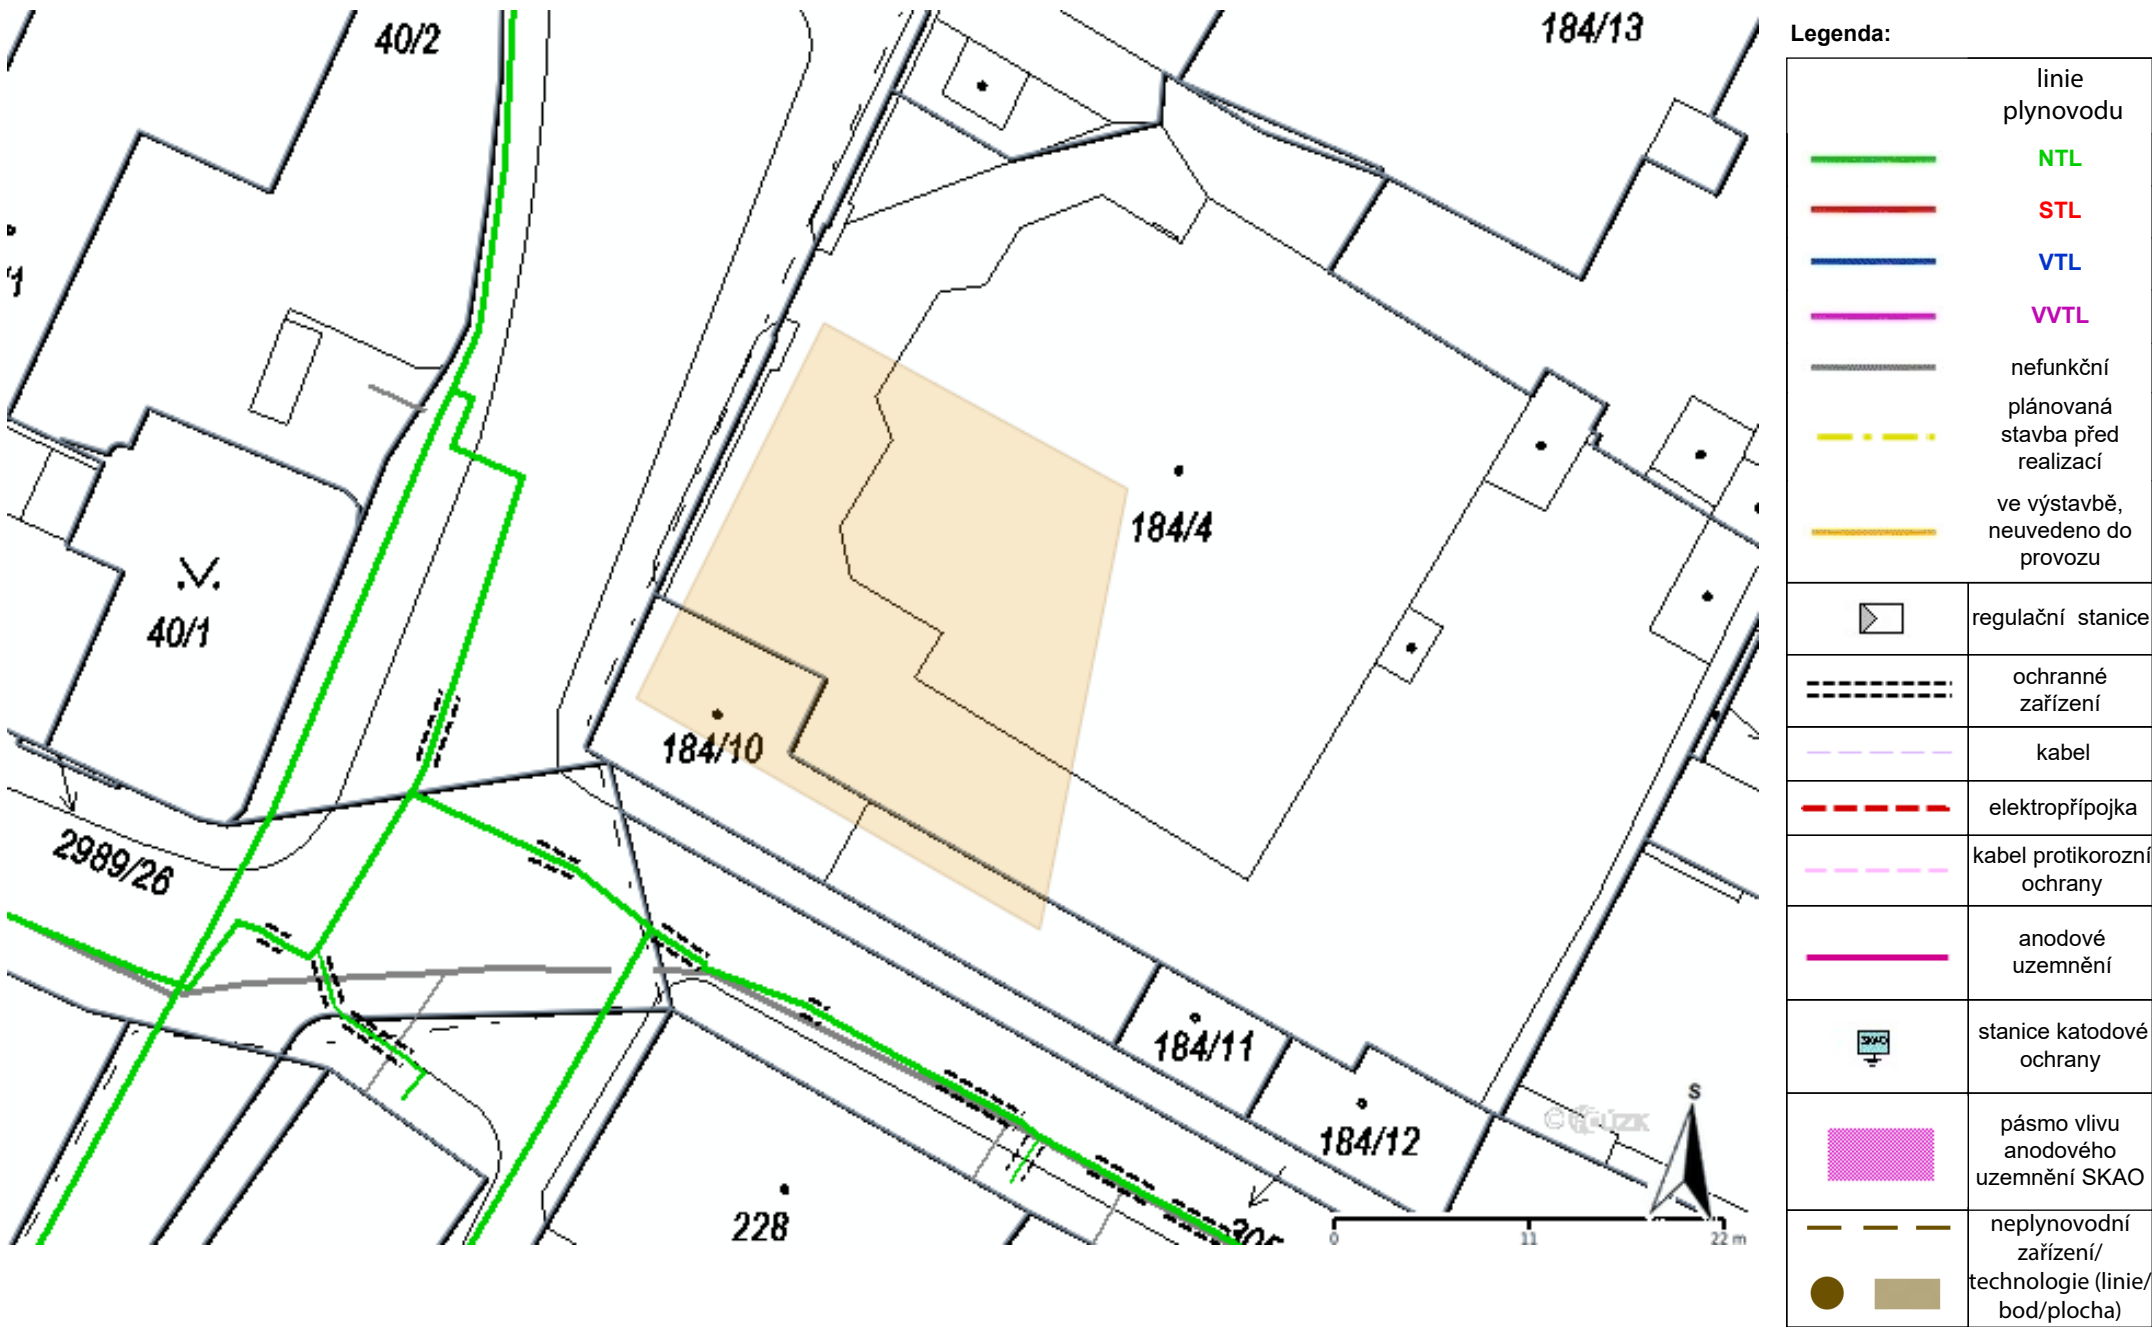 40/2
184/13
1
184/4
40/1
184/10
2989/26
184/11
184/12
228
S
0
11
22 m
Legenda:
linie
plynovodu
NTL
STL
VTL
VVTL
nefunkční
plánovaná
stavba před
realizací
ve výstavbě,
neuvedeno do
provozu
regulační stanice
ochranné
zařízení
kabel
elektropřípojka
kabel protikorozní
ochrany
anodové
uzemnění
SKAO
stanice katodové
ochrany
pásmo vlivu
anodového
uzemnění SKAO
neplynovodní
zařízení/
technologie (linie/
bod/plocha)